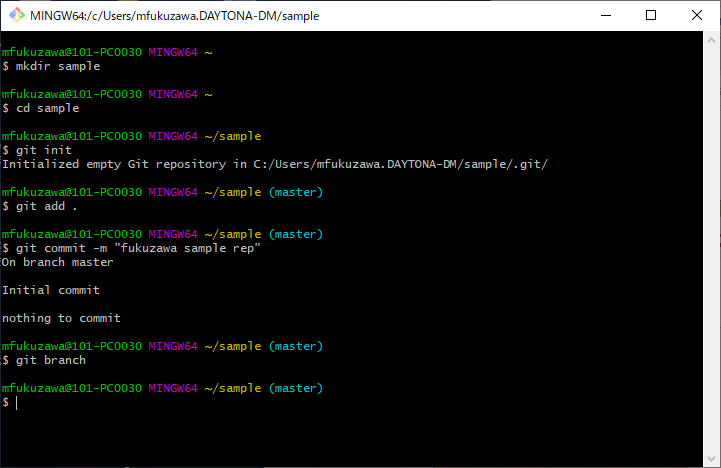 MINGW64:/c/Users/mfukuzawa.DAYTONA-DM/sample
mfukuzawa@101-PC0030 MINGW64 ~
$ mkdir sample
mfukuzawa@101-PC0030 MINGW64 ~
$ cd sample
mfukuzawa@101-PC0030 MINGW64 ~/sample
$ git init
Initialized empty Git repository in C:/Users/mfukuzawa.DAYTONA-DM/sample/.git/
mfukuzawa@101-PC0030 MINGW64 ~/sample (master)
$ git add .
mfukuzawa@101-PC0030 MINGW64 ~/sample (master)
$ git commit -m "fukuzawa sample rep"
On branch master
Initial commit
nothing to commit
mfukuzawa@101-PC0030 MINGW64 ~/sample (master)
$ git branch
mfukuzawa@101-PC0030 MINGW64 ~/sample (master)
$